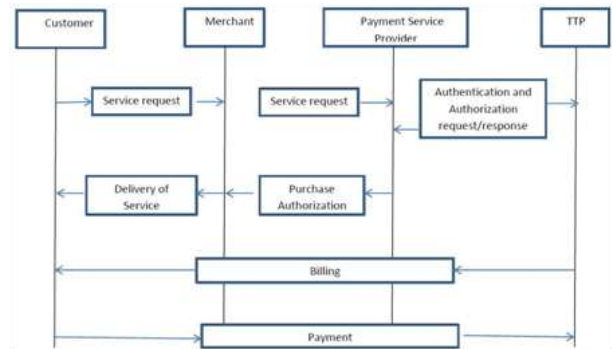 Customer
Merchant
Payment Service
Provider
TTP
Service request
Service request
Authentication and
Authorization
request/response
Delivery of
Service
Purchase
Authorization
Billing
Payment